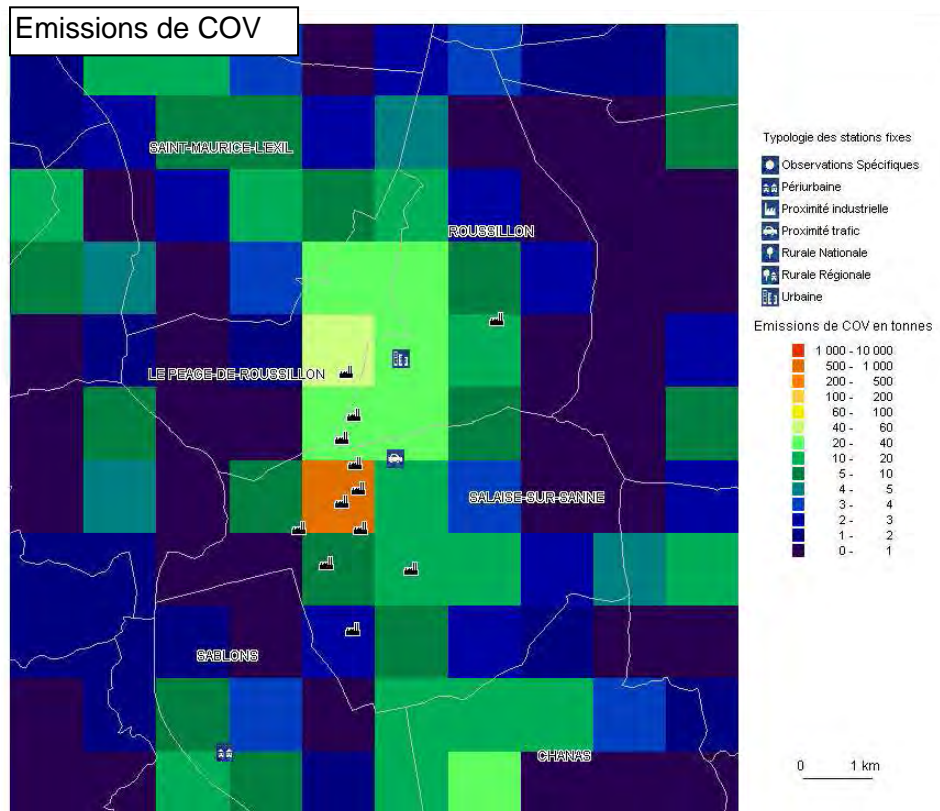 Emissions de COV
SAINT-MAURICE-L'EXIL
ROUSSILLON
LE PEAGE-DE-ROUSSILLON
SALAISE-SUR-SANNE
SABLONS
CHANAS
Typologie des stations fixes
Observations Spécifiques
Périurbaine
Proximité industrielle
Proximité trafic
Rurale Nationale
Rurale Régionale
Urbaine
Emissions de COV en tonnes
1 000 - 10 000
500 - 1 000
200 - 500
100 - 200
60 - 100
40 - 60
20 - 40
10 - 20
5 - 10
4 - 5
3 - 4
2 - 3
1 - 2
0 - 1
0 1 km